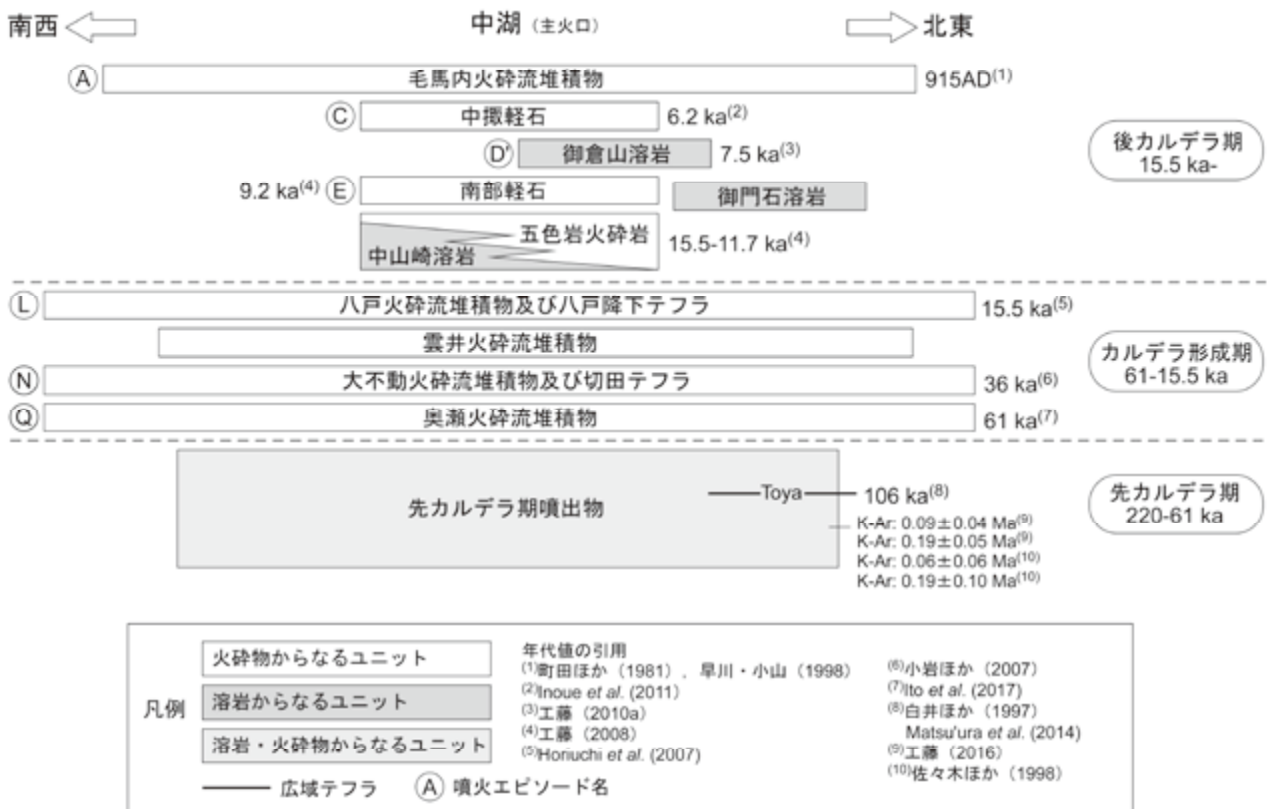 南西 中湖（主火口） 北東
Ⓐ 毛馬内火砕流堆積物 915AD(1)
Ⓒ 中掫軽石 6.2 ka(2)
D' 御倉山溶岩 7.5 ka(3)
後カルデラ期
15.5 ka-
9.2 ka(4) Ⓔ 南部軽石 御門石溶岩
五色岩火砕岩
中山崎溶岩
15.5-11.7 ka(4)
Ⓛ 八戸火砕流堆積物及び八戸降下テフラ 15.5 ka(5)
雲井火砕流堆積物
カルデラ形成期
61-15.5 ka
Ⓝ 大不動火砕流堆積物及び切田テフラ 36 ka(6)
Ⓠ 奥瀬火砕流堆積物 61 ka(7)
先カルデラ期噴出物
Toya 106 ka(8)
K-Ar: 0.09±0.04 Ma(9)
K-Ar: 0.19±0.05 Ma(9)
K-Ar: 0.06±0.06 Ma(10)
K-Ar: 0.19±0.10 Ma(10)
先カルデラ期
220-61 ka
凡例
火砕物からなるユニット
溶岩からなるユニット
溶岩・火砕物からなるユニット
広域テフラ Ⓐ 噴火エピソード名
年代値の引用
(1)町田ほか（1981）, 早川・小山（1998）
(2)Inoue et al. (2011)
(3)工藤（2010a）
(4)工藤（2008）
(5)Horiuchi et al. (2007)
(6)小岩ほか（2007）
(7)Ito et al. (2017)
(8)白井ほか（1997）
Matsu'ura et al. (2014)
(9)工藤（2016）
(10)佐々木ほか（1998）